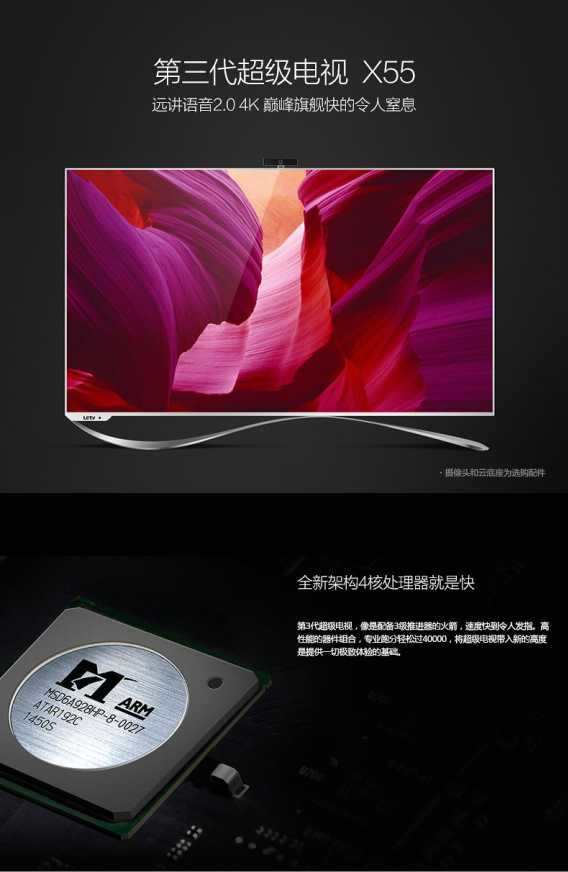 第三代超级电视 X55
远讲语音2.0 4K 巅峰旗舰快的令人窒息
Letv
·摄像头和云底座为选购配件
全新架构4核处理器就是快
第3代超级电视，像是配备3级推进器的火箭，速度快到令人发指。高
性能的器件组合，专业跑分轻松过40000，将超级电视带入新的高度
是提供一切极致体验的基础。
M
ARM
MSD6A928HP-8-0027
ATAR192C
1450S